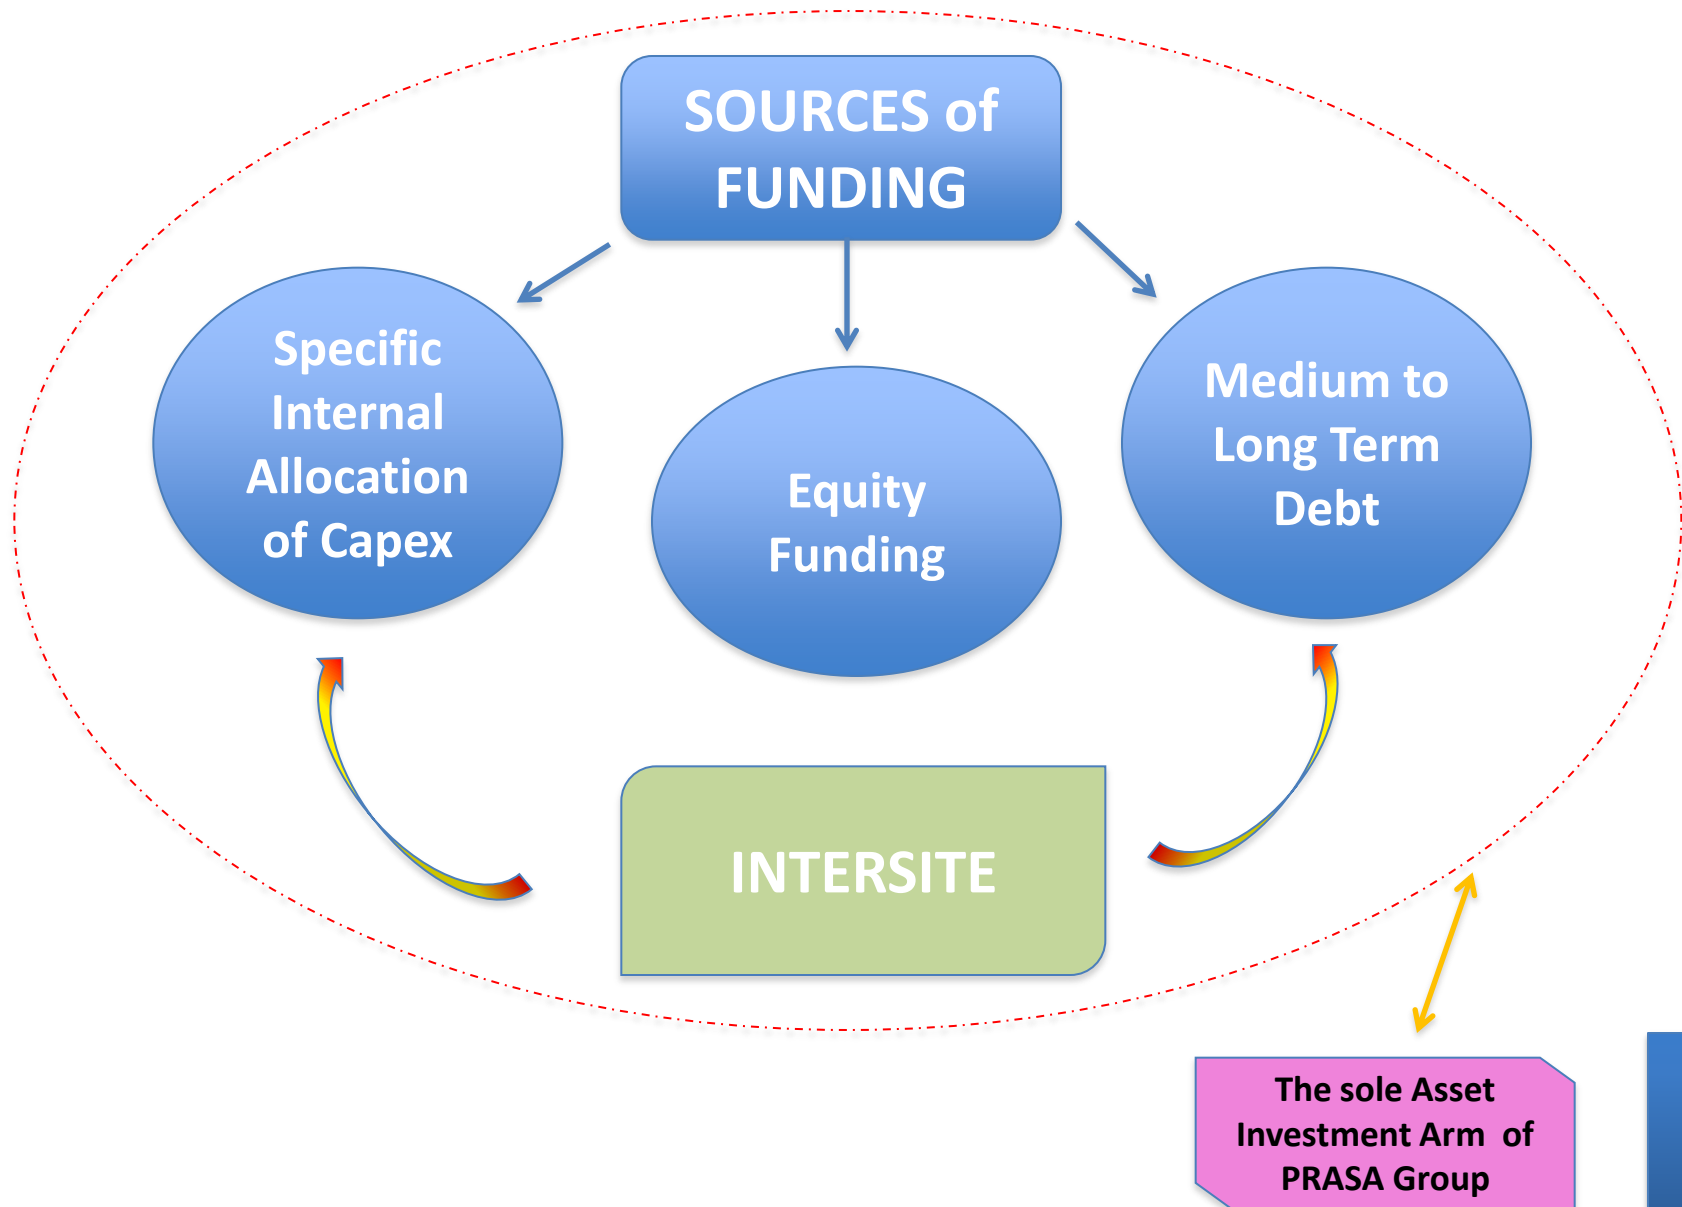 SOURCES of
FUNDING
Specific
Internal
Allocation
of Capex
Equity
Funding
Medium to
Long Term
Debt
INTERSITE
The sole Asset
Investment Arm  of
PRASA Group